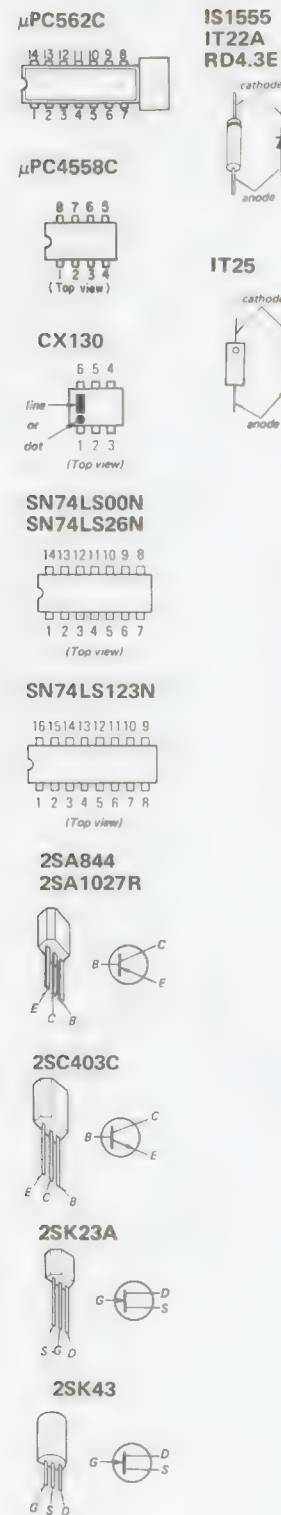 μPC562C
14 13 12 11 10 9 8
1 2 3 4 5 6 7
μPC4558C
8 7 6 5
1 2 3 4
(Top view)
CX130
6 5 4
line
or
dot
1 2 3
(Top view)
SN74LS00N
SN74LS26N
14 13 12 11 10 9 8
1 2 3 4 5 6 7
(Top view)
SN74LS123N
16 15 14 13 12 11 10 9
1 2 3 4 5 6 7 8
(Top view)
2SA844
2SA1027R
C
B
E
E C B
2SC403C
C
B
E
E C B
2SK23A
D
G
S
S G D
2SK43
D
G
S
G S D
IS1555
IT22A
RD4.3E
cathode
anode
IT25
cathode
anode